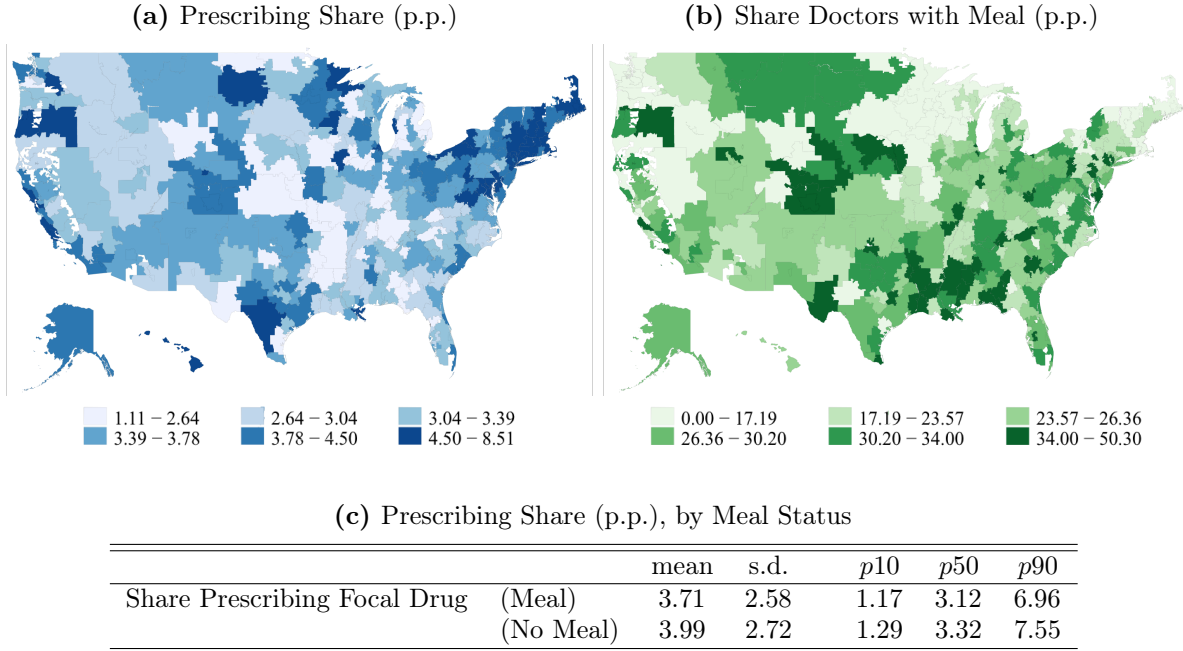 (a) Prescribing Share (p.p.)
(b) Share Doctors with Meal (p.p.)
1.11 – 2.64 2.64 – 3.04 3.04 – 3.39
3.39 – 3.78 3.78 – 4.50 4.50 – 8.51
0.00 – 17.19 17.19 – 23.57 23.57 – 26.36
26.36 – 30.20 30.20 – 34.00 34.00 – 50.30
(c) Prescribing Share (p.p.), by Meal Status
mean s.d. p10 p50 p90
Share Prescribing Focal Drug (Meal) 3.71 2.58 1.17 3.12 6.96
(No Meal) 3.99 2.72 1.29 3.32 7.55